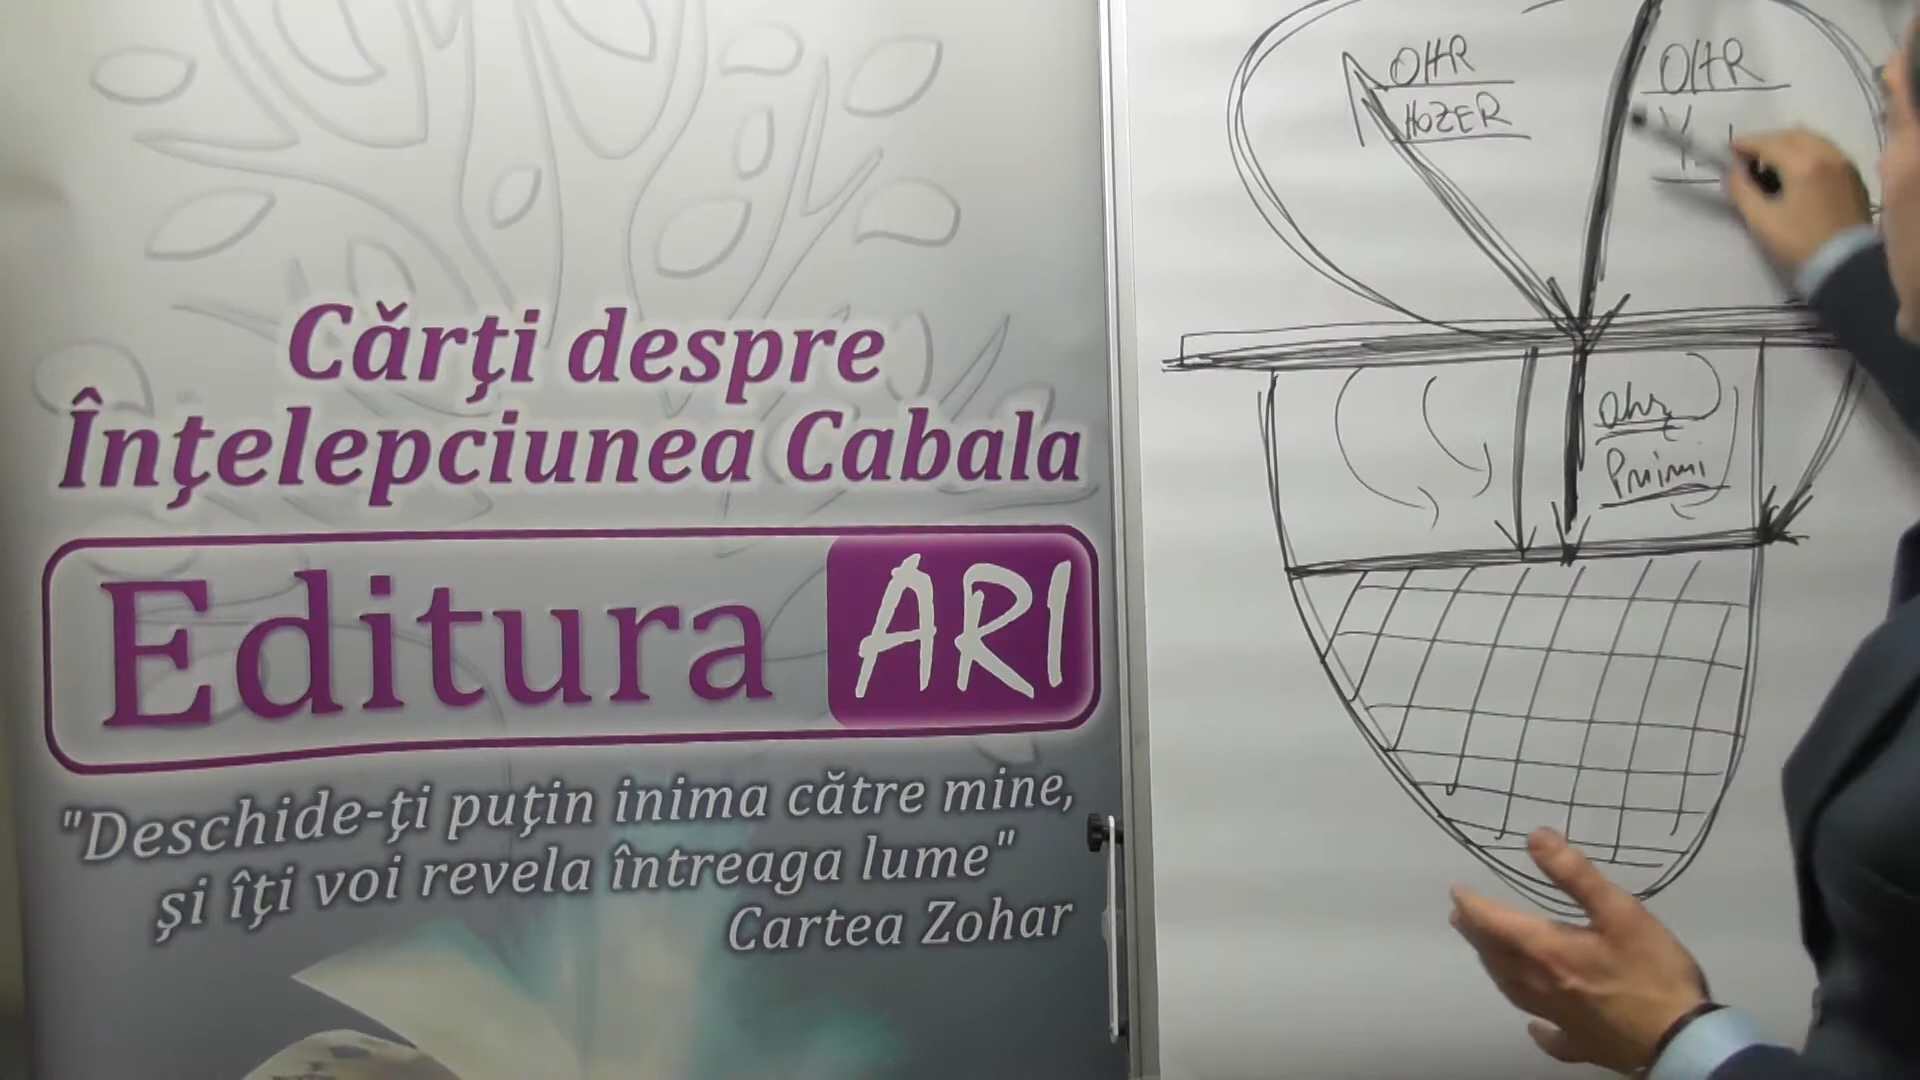 Cărţi despre
Înţelepciunea Cabala
Editura ARI
"Deschide-ţi puţin inima către mine,
şi îţi voi revela întreaga lume"
Cartea Zohar
OHR
HOZER
OHR
Ohr
Pnimi